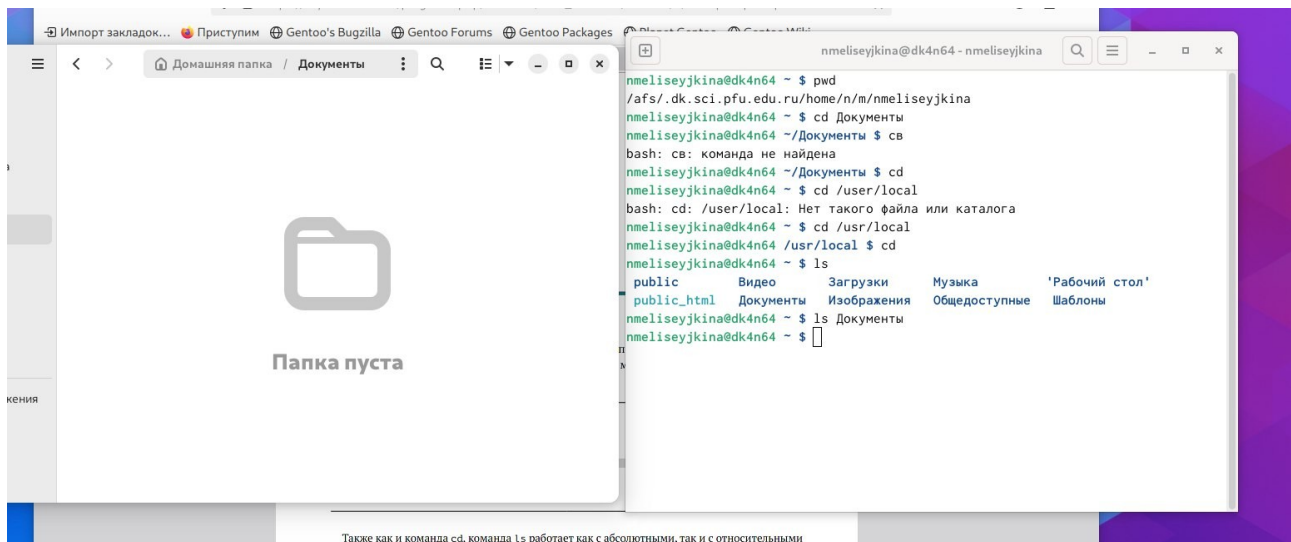 Импорт закладок... Приступим Gentoo's Bugzilla Gentoo Forums Gentoo Packages
Домашняя папка / Документы
Папка пуста
жения
nmeliseyjkina@dk4n64 - nmeliseyjkina
nmeliseyjkina@dk4n64 ~ $ pwd
/afs/.dk.sci.pfu.edu.ru/home/n/m/nmeliseyjkina
nmeliseyjkina@dk4n64 ~ $ cd Документы
nmeliseyjkina@dk4n64 ~/Документы $ св
bash: св: команда не найдена
nmeliseyjkina@dk4n64 ~/Документы $ cd
nmeliseyjkina@dk4n64 ~ $ cd /user/local
bash: cd: /user/local: Нет такого файла или каталога
nmeliseyjkina@dk4n64 ~ $ cd /usr/local
nmeliseyjkina@dk4n64 /usr/local $ cd
nmeliseyjkina@dk4n64 ~ $ ls
public Видео Загрузки Музыка 'Рабочий стол'
public_html Документы Изображения Общедоступные Шаблоны
nmeliseyjkina@dk4n64 ~ $ ls Документы
nmeliseyjkina@dk4n64 ~ $
Также как и команда cd, команда ls работает как с абсолютными, так и с относительными